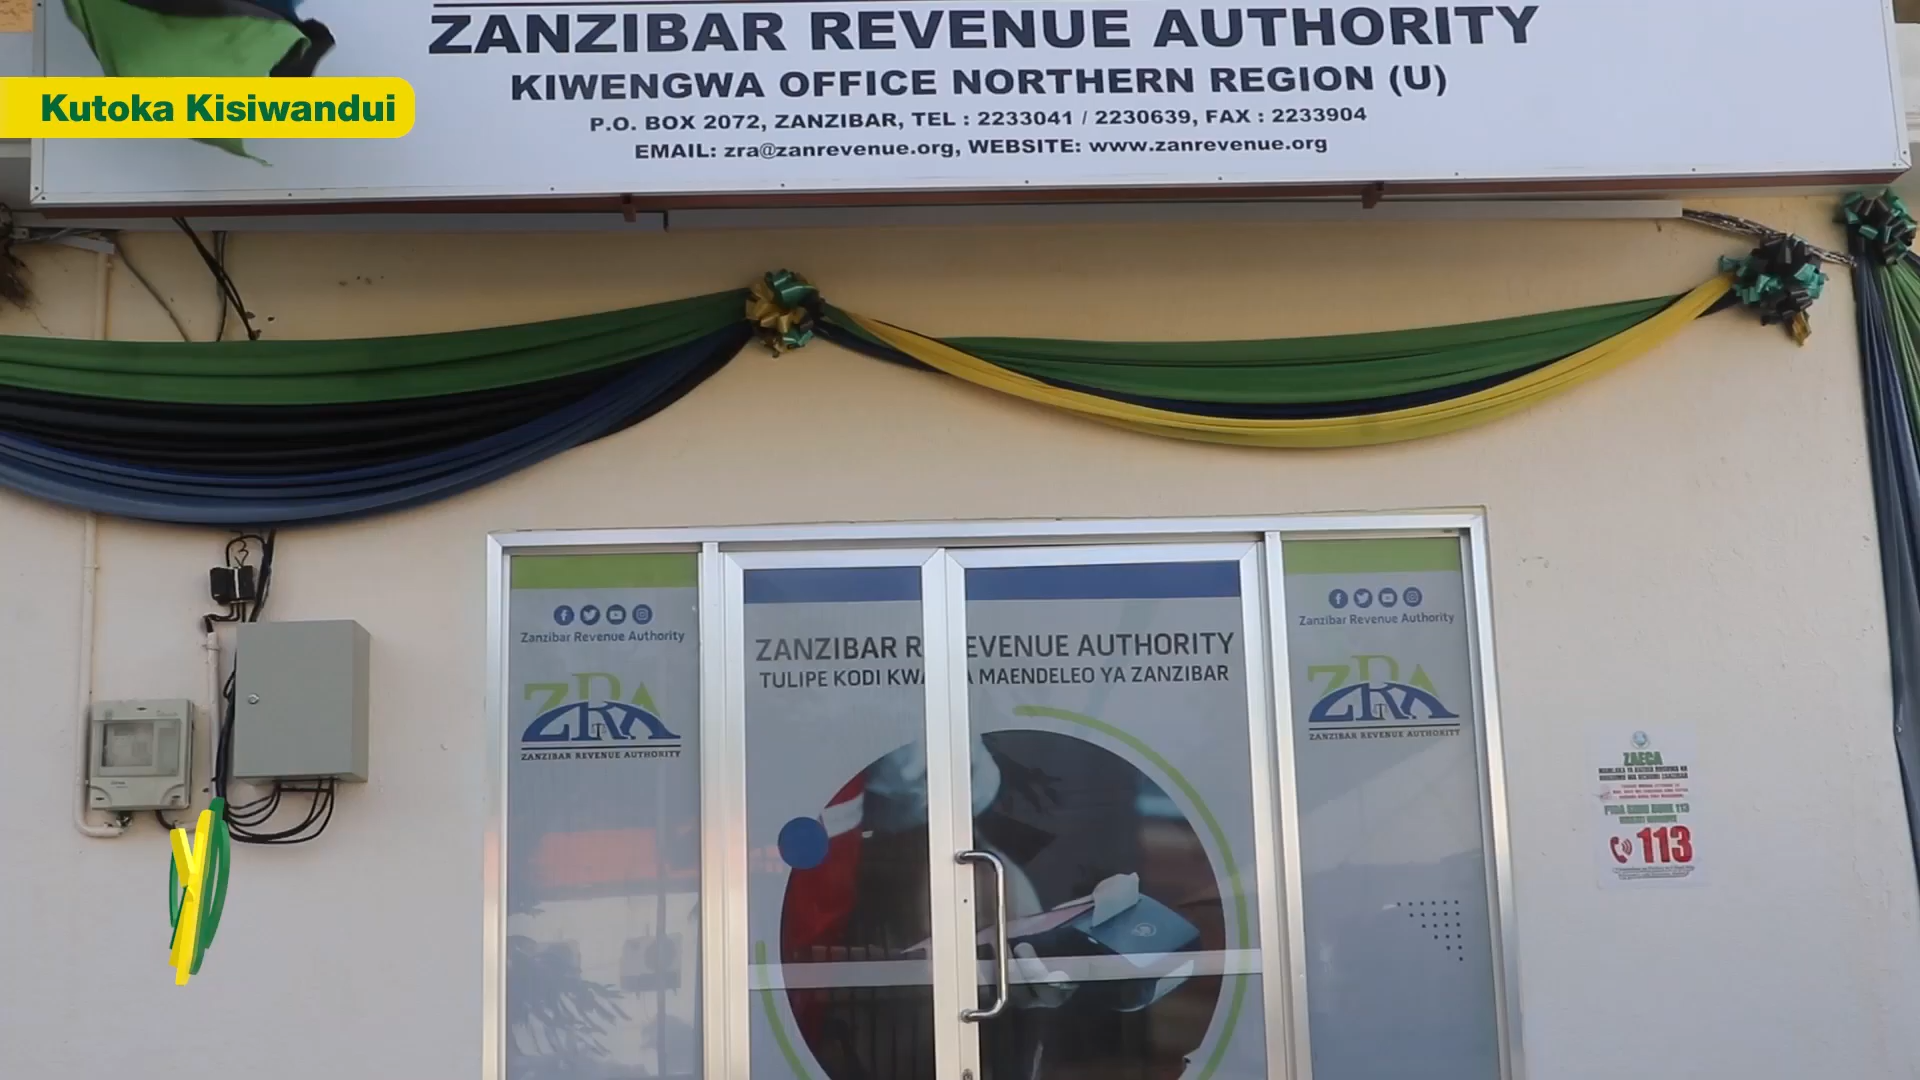 ZANZIBAR REVENUE AUTHORITY
KIWENGWA OFFICE NORTHERN REGION (U)
P.O. BOX 2072, ZANZIBAR, TEL : 2233041 / 2230639, FAX : 2233904
EMAIL: zra@zanrevenue.org, WEBSITE: www.zanrevenue.org
Kutoka Kisiwandui
Zanzibar Revenue Authority
ZRA
ZANZIBAR REVENUE AUTHORITY
ZANZIBAR REVENUE AUTHORITY
TULIPE KODI KWA MAENDELEO YA ZANZIBAR
Zanzibar Revenue Authority
ZRA
ZANZIBAR REVENUE AUTHORITY
ZAECA
113